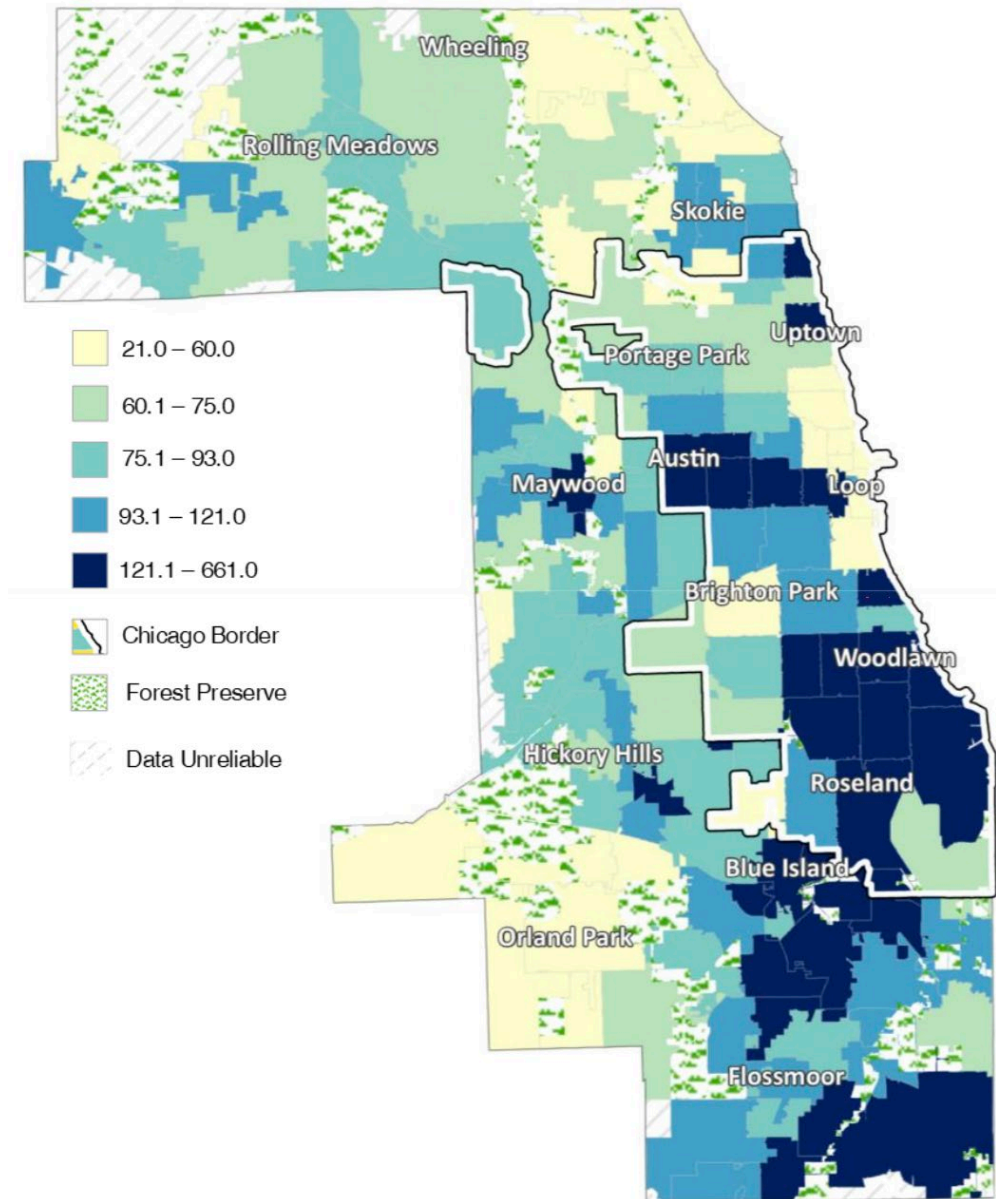 Wheeling
Rolling Meadows
Skokie
Uptown
Portage Park
Austin
Maywood
Loop
Brighton Park
Woodlawn
Hickory Hills
Roseland
Blue Island
Orland Park
Flossmoor
21.0 – 60.0
60.1 – 75.0
75.1 – 93.0
93.1 – 121.0
121.1 – 661.0
Chicago Border
Forest Preserve
Data Unreliable